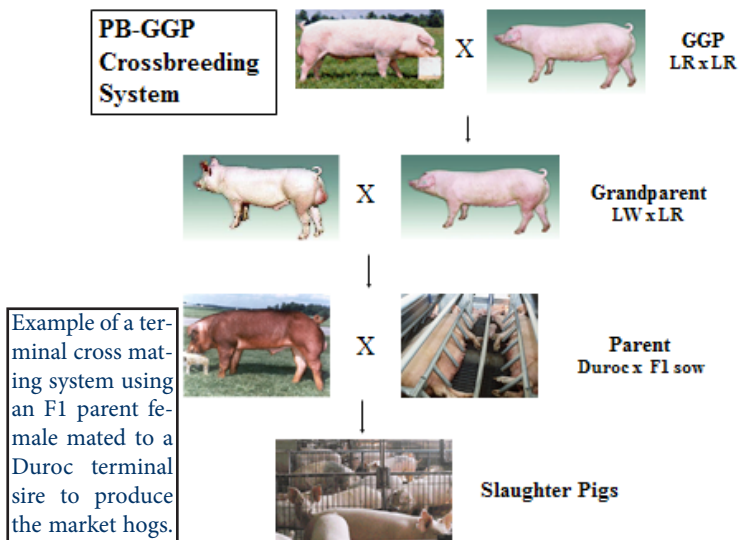 PB-GGP
Crossbreeding
System
X
GGP
LR x LR
X
Grandparent
LW x LR
X
Parent
Duroc x F1 sow
Example of a ter-
minal cross mat-
ing system using
an F1 parent fe-
male mated to a
Duroc terminal
sire to produce
the market hogs.
Slaughter Pigs